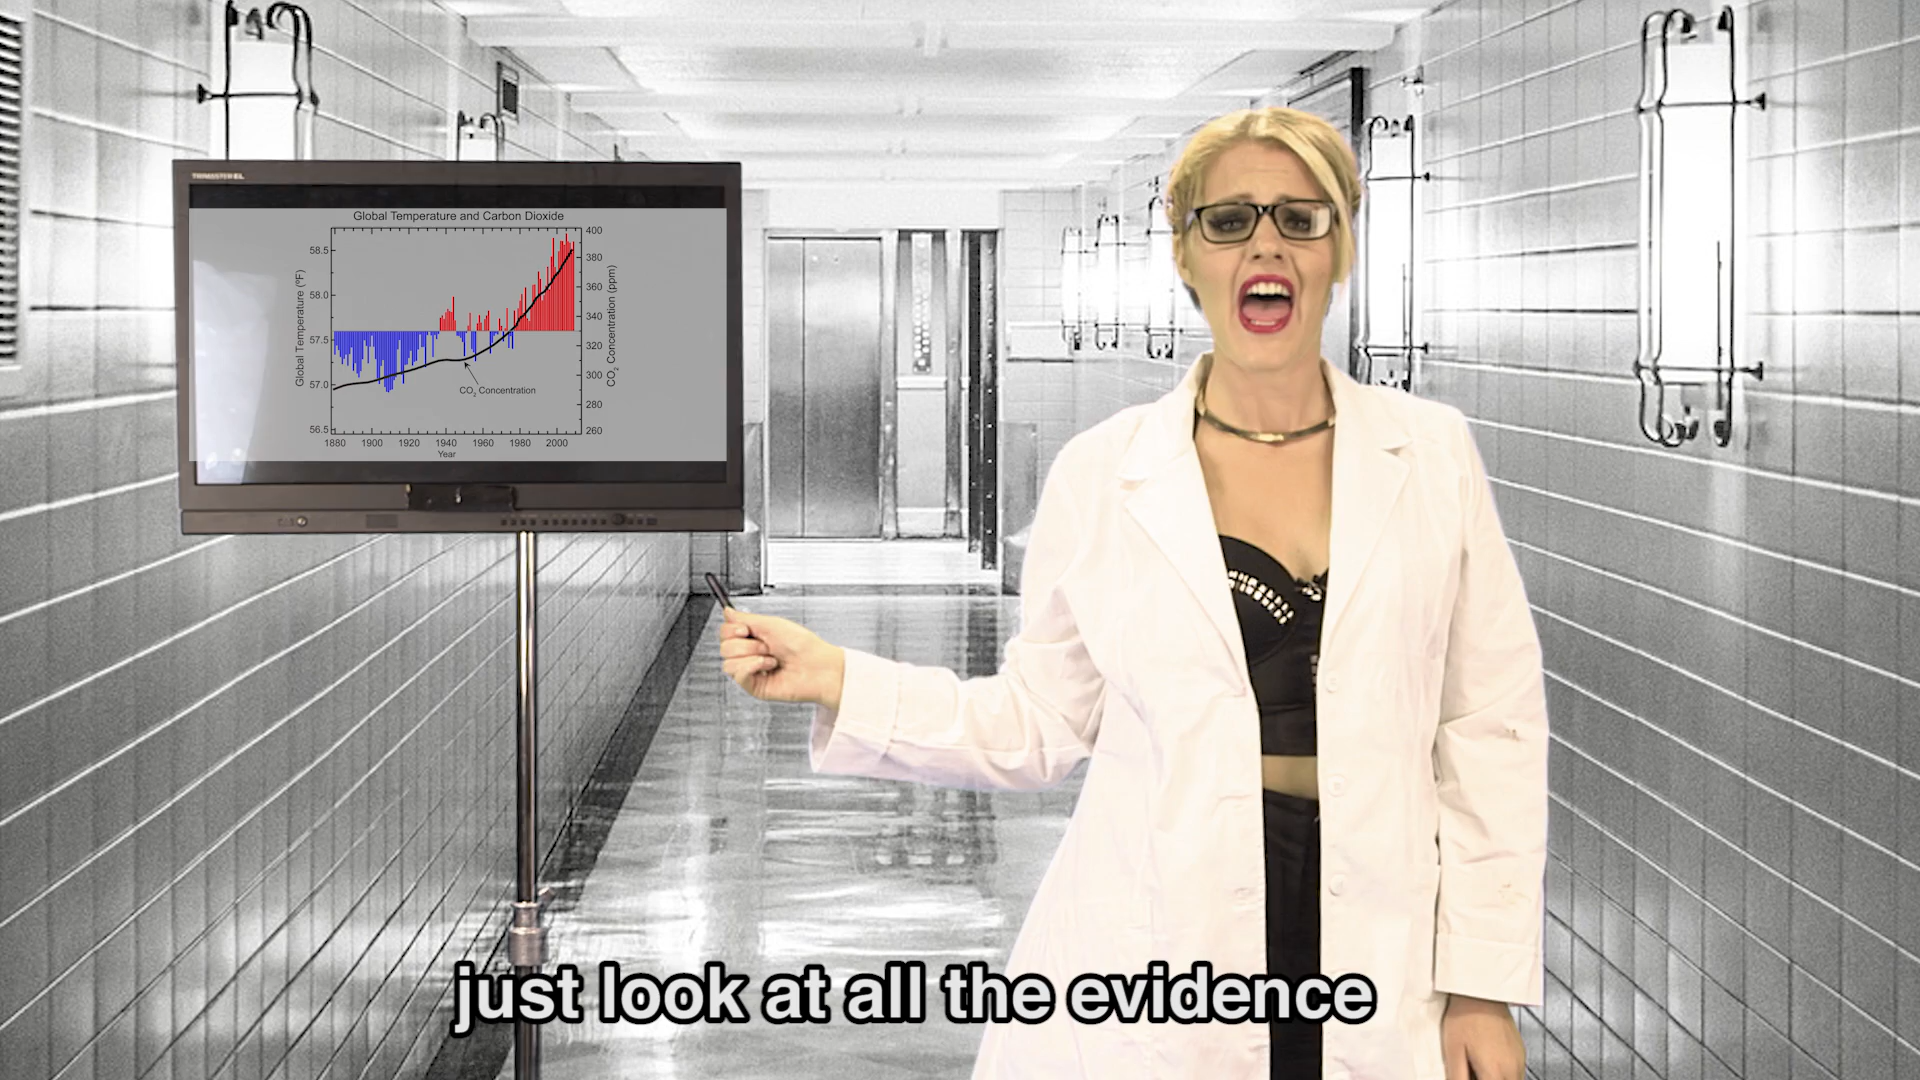 TRIMASTER EL
Global Temperature and Carbon Dioxide
Global Temperature (ºF)
58.5
58.0
57.5
57.0
56.5
400
380
360
340
320
300
280
260
CO₂ Concentration (ppm)
CO₂ Concentration
1880 1900 1920 1940 1960 1980 2000
Year
just look at all the evidence